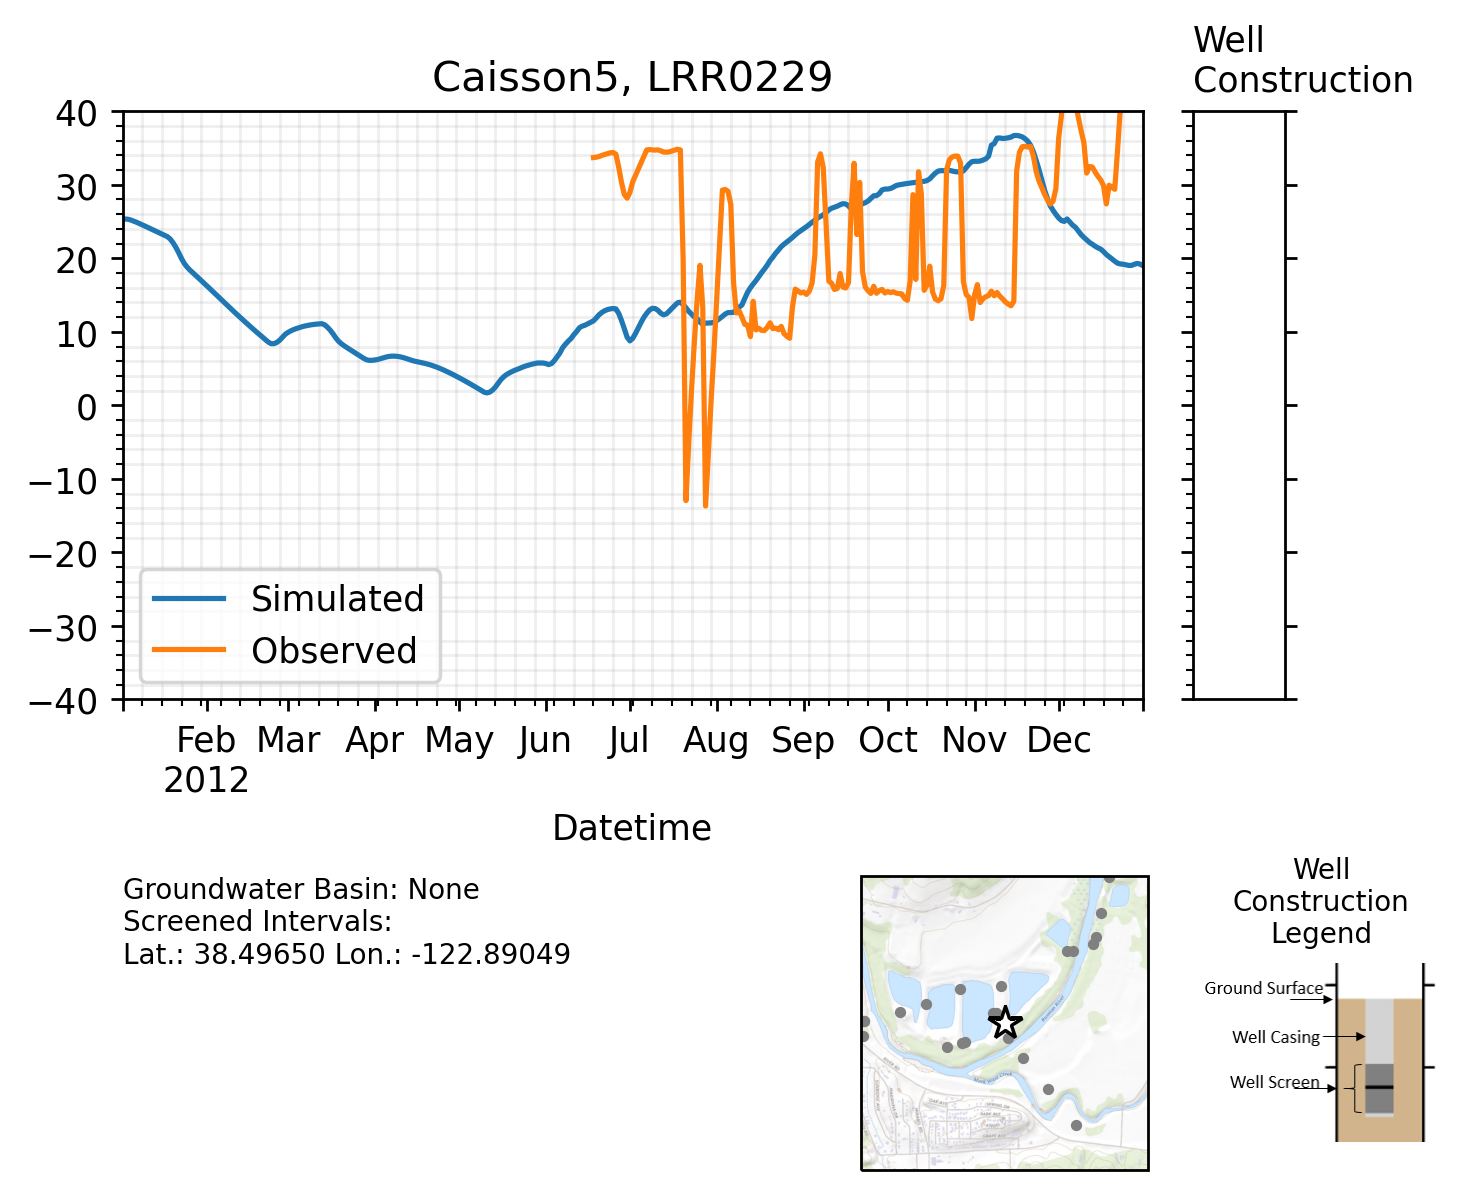 Caisson5, LRR0229
Well
Construction
40
30
20
10
0
−10
−20
−30
−40
Simulated
Observed
Feb Mar Apr May Jun Jul Aug Sep Oct Nov Dec
2012
Datetime
Groundwater Basin: None
Screened Intervals:
Lat.: 38.49650 Lon.: -122.89049
Well
Construction
Legend
Ground Surface
Well Casing
Well Screen